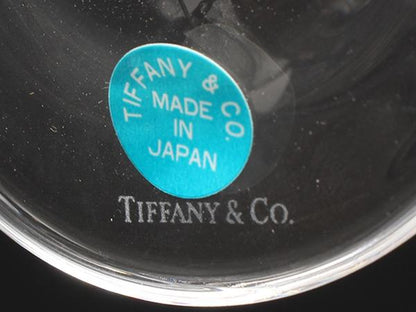 TIFFANY & CO.
MADE
IN
JAPAN
TIFFANY & CO.